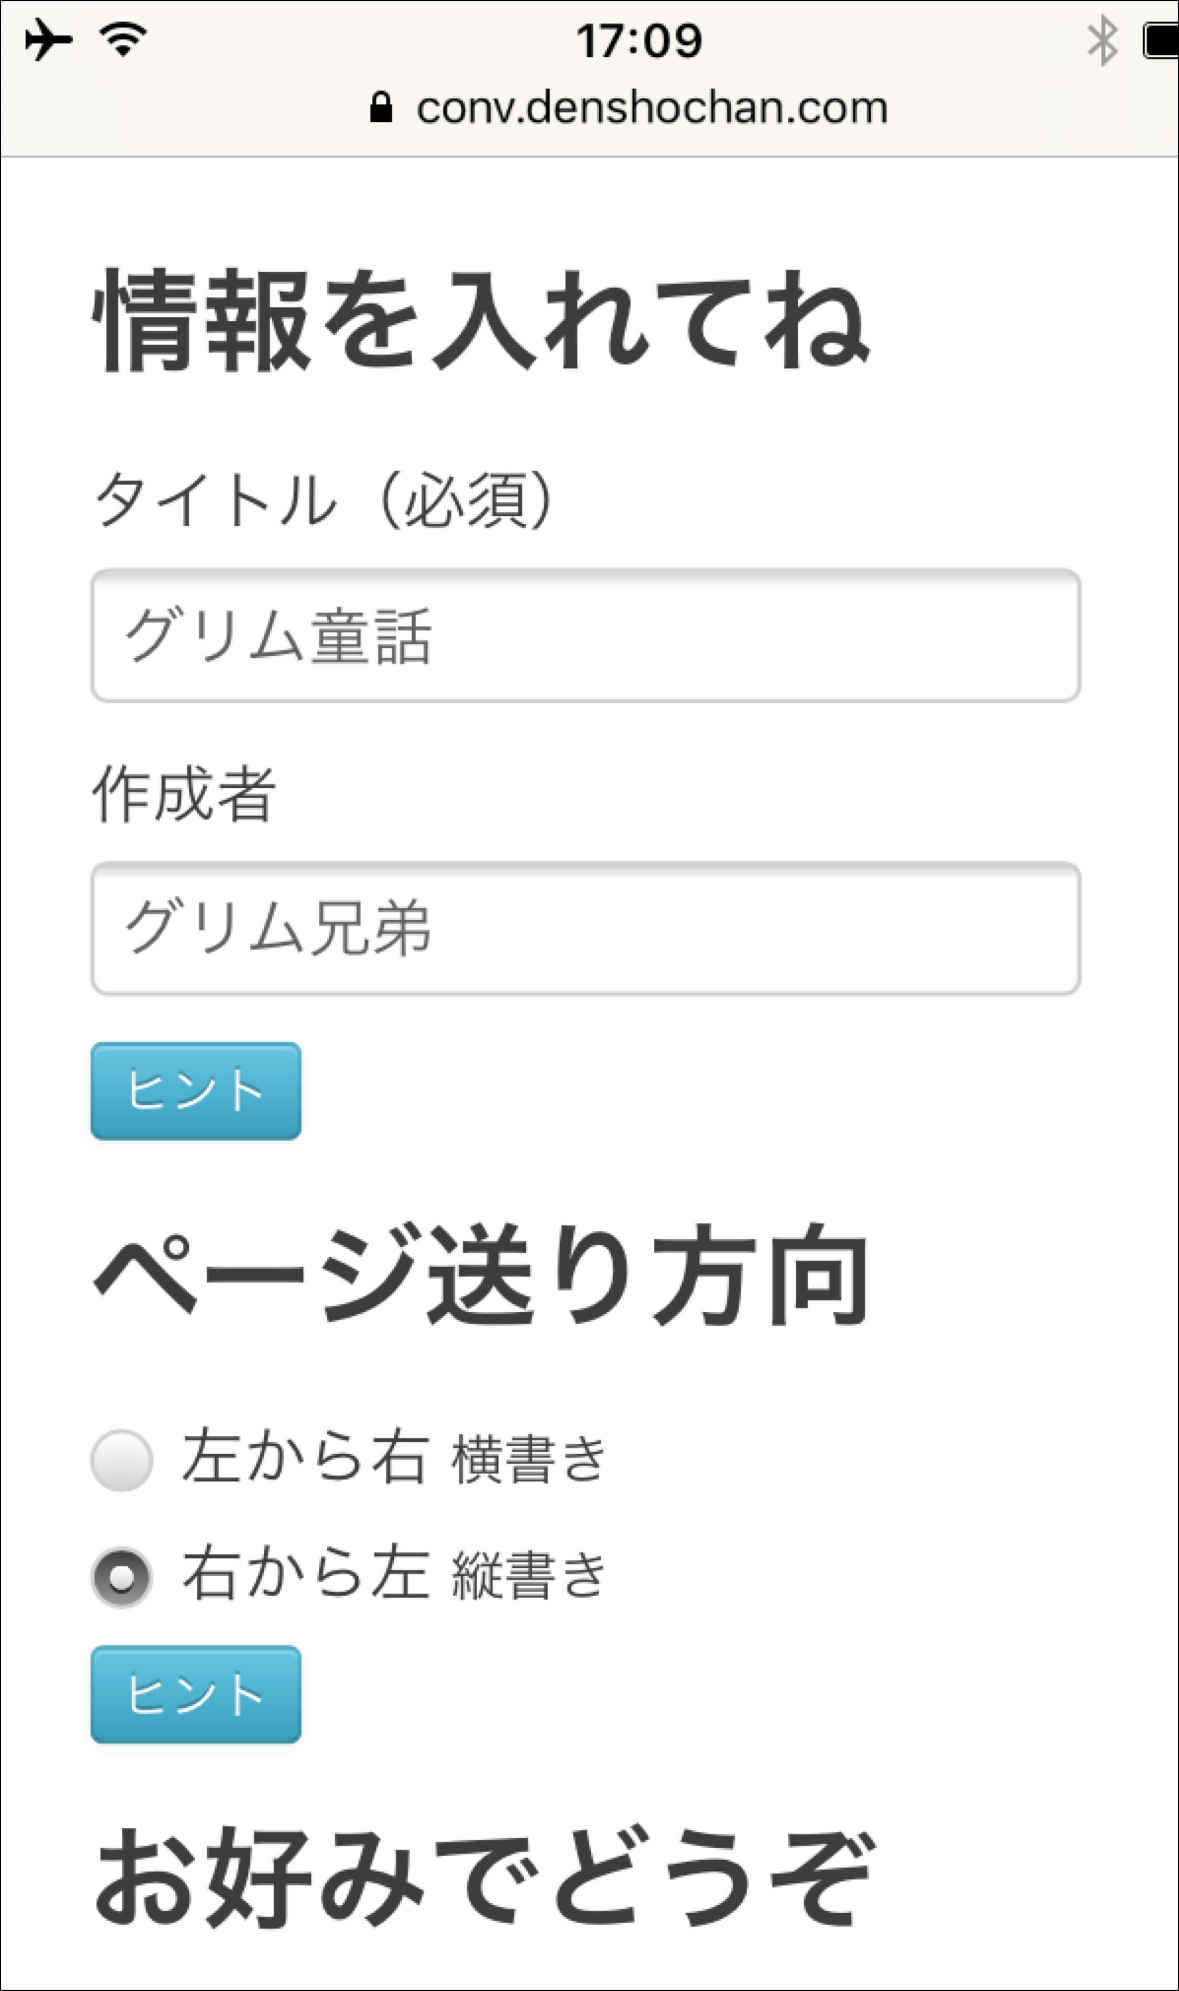 17:09
conv.denshochan.com
情報を入れてね
タイトル（必須）
グリム童話
作成者
グリム兄弟
ヒント
ページ送り方向
左から右 横書き
右から左 縦書き
ヒント
お好みでどうぞ